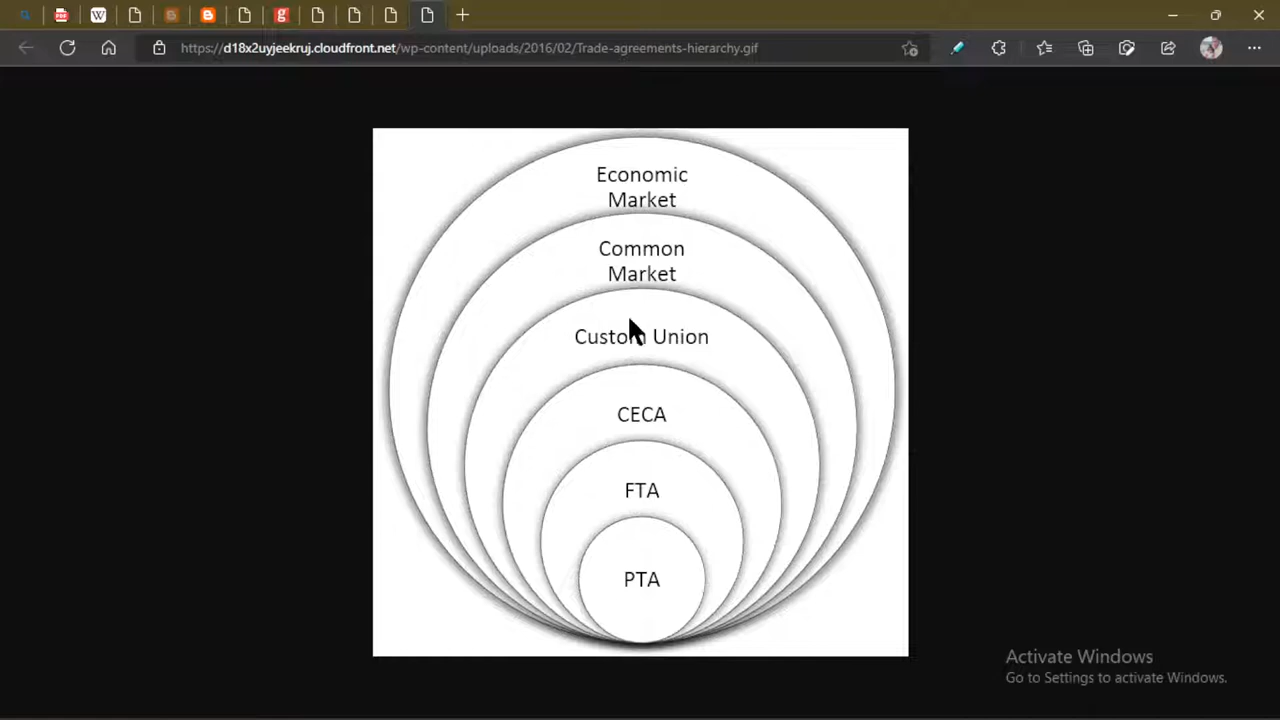 https://d18x2uyjeekruj.cloudfront.net/wp-content/uploads/2016/02/Trade-agreements-hierarchy.gif
Economic
Market
Common
Market
Custom Union
CECA
FTA
PTA
Activate Windows
Go to Settings to activate Windows.